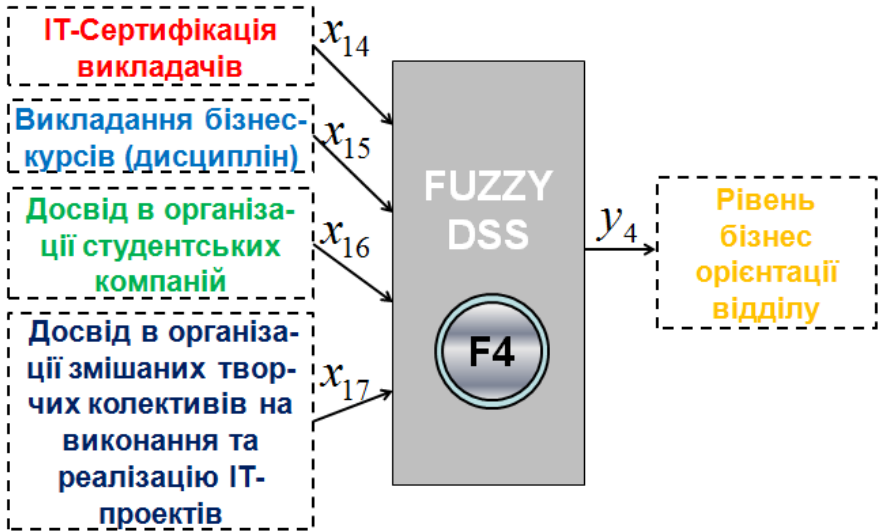 ІТ-Сертифікація
викладачів
x14
Викладання бізнес-
курсів (дисциплін)
x15
Досвід в організа-
ції студентських
компаній
x16
Досвід в організа-
ції змішаних твор-
чих колективів на
виконання та
реалізацію ІТ-
проектів
x17
FUZZY
DSS
F4
y4
Рівень
бізнес
орієнтації
відділу